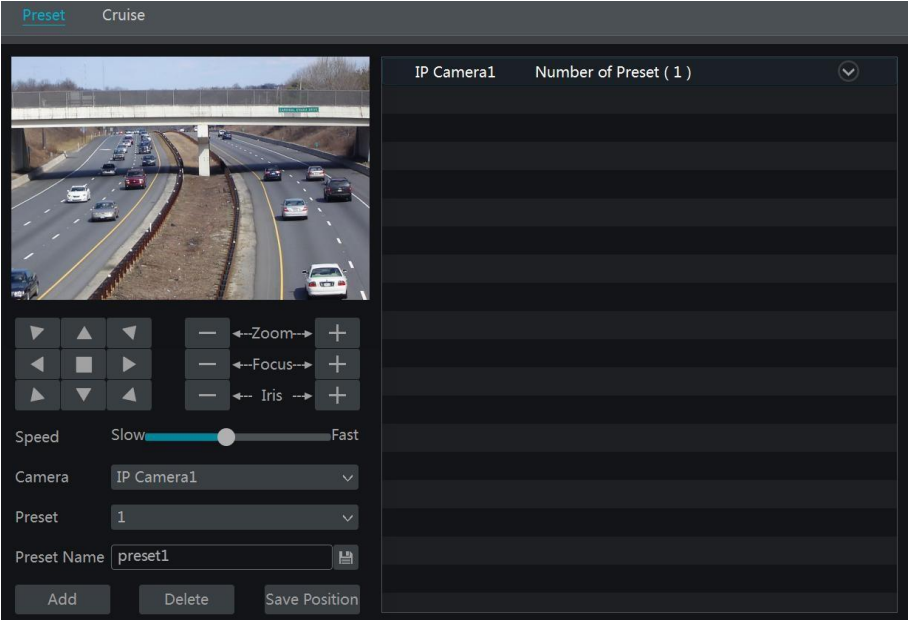 Preset Cruise
IP Camera1 Number of Preset ( 1 )
Zoom
Focus
Iris
Speed Slow Fast
Camera IP Camera1
Preset 1
Preset Name preset1
Add Delete Save Position